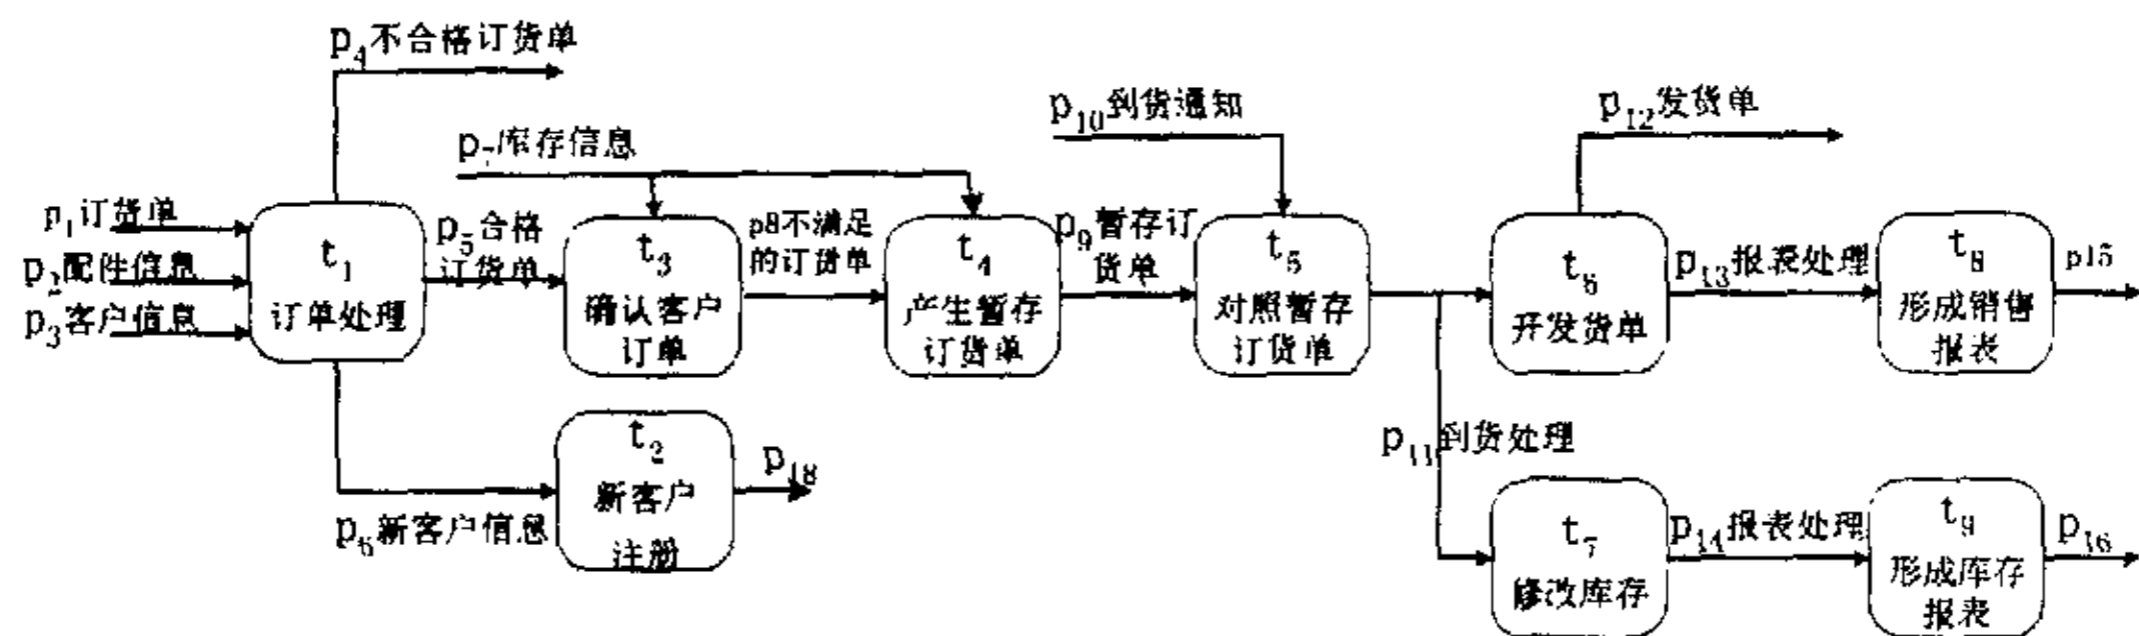 p4不合格订货单
p10到货通知
p12发货单
p7库存信息
p1订货单
p2配件信息
p3客户信息
t1
订单处理
p5合格
订货单
t3
确认客户
订单
p8不满足
的订货单
t4
产生暂存
订货单
p9暂存订
货单
t5
对照暂存
订货单
t6
开发货单
p13报表处理
t8
形成销售
报表
p15
p11到货处理
t2
新客户
注册
p18
p6新客户信息
t7
修改库存
p14报表处理
t9
形成库存
报表
p16